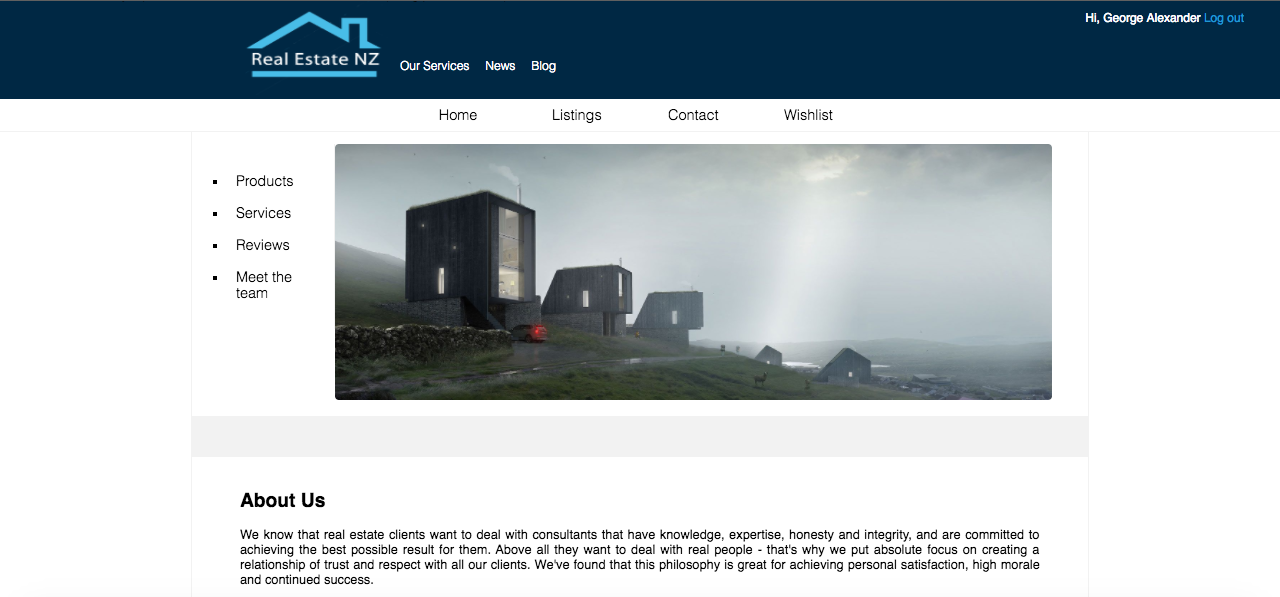 Hi, George Alexander Log out
Real Estate NZ
Our Services News Blog
Home Listings Contact Wishlist
Products
Services
Reviews
Meet the
team
About Us
We know that real estate clients want to deal with consultants that have knowledge, expertise, honesty and integrity, and are committed to
achieving the best possible result for them. Above all they want to deal with real people - that's why we put absolute focus on creating a
relationship of trust and respect with all our clients. We've found that this philosophy is great for achieving personal satisfaction, high morale
and continued success.